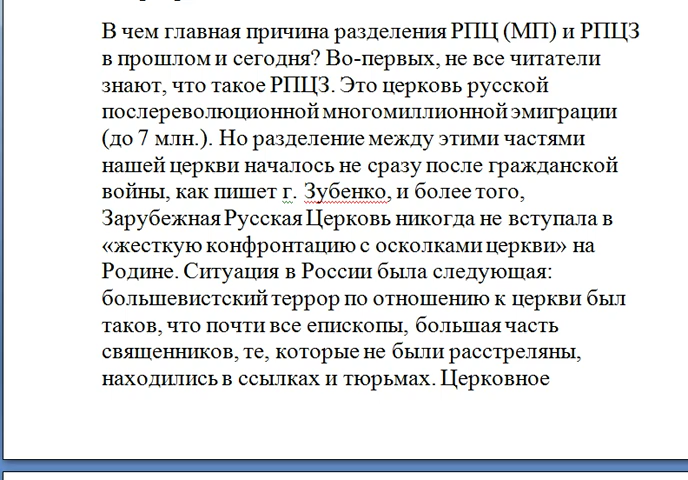 В чем главная причина разделения РПЦ (МП) и РПЦЗ
в прошлом и сегодня? Во-первых, не все читатели
знают, что такое РПЦЗ. Это церковь русской
послереволюционной многомиллионной эмиграции
(до 7 млн.). Но разделение между этими частями
нашей церкви началось не сразу после гражданской
войны, как пишет г. Зубенко, и более того,
Зарубежная Русская Церковь никогда не вступала в
«жесткую конфронтацию с осколками церкви» на
Родине. Ситуация в России была следующая:
большевистский террор по отношению к церкви был
таков, что почти все епископы, большая часть
священников, те, которые не были расстреляны,
находились в ссылках и тюрьмах. Церковное